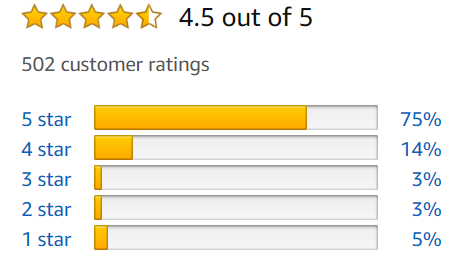 4.5 out of 5
502 customer ratings
5 star 75%
4 star 14%
3 star 3%
2 star 3%
1 star 5%